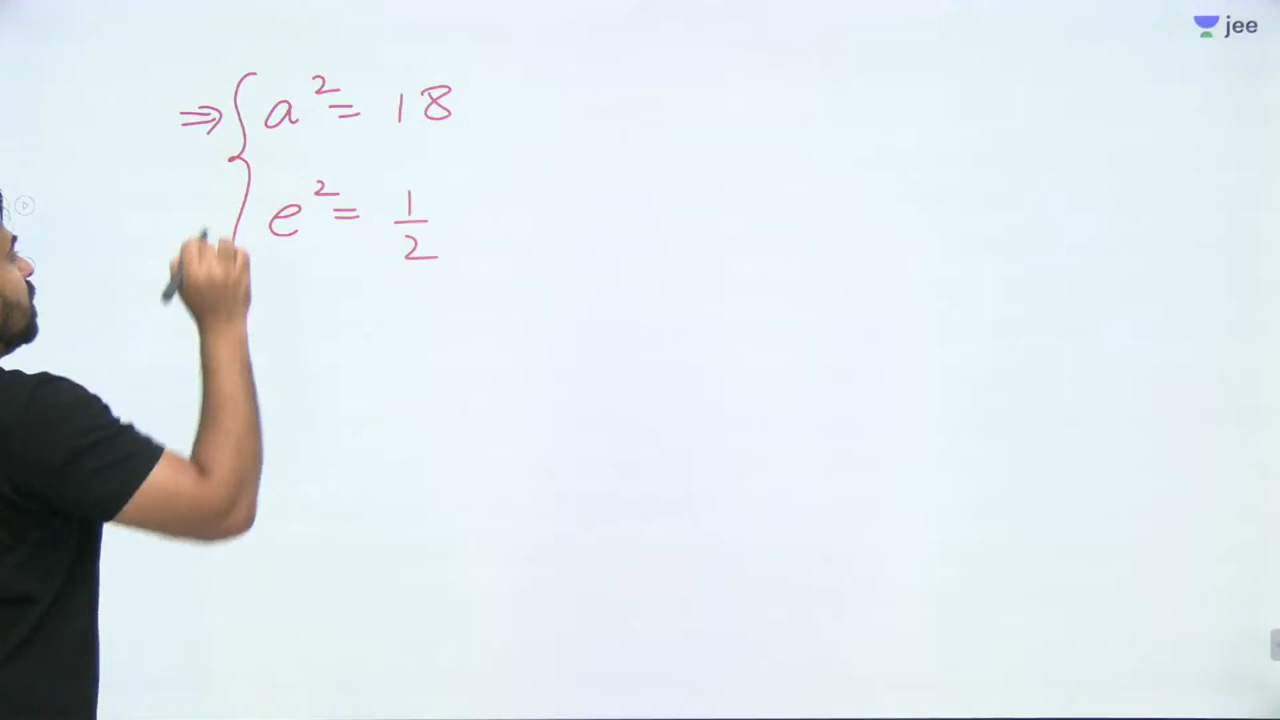 jee
⇒ { a² = 18
e² = 1/2